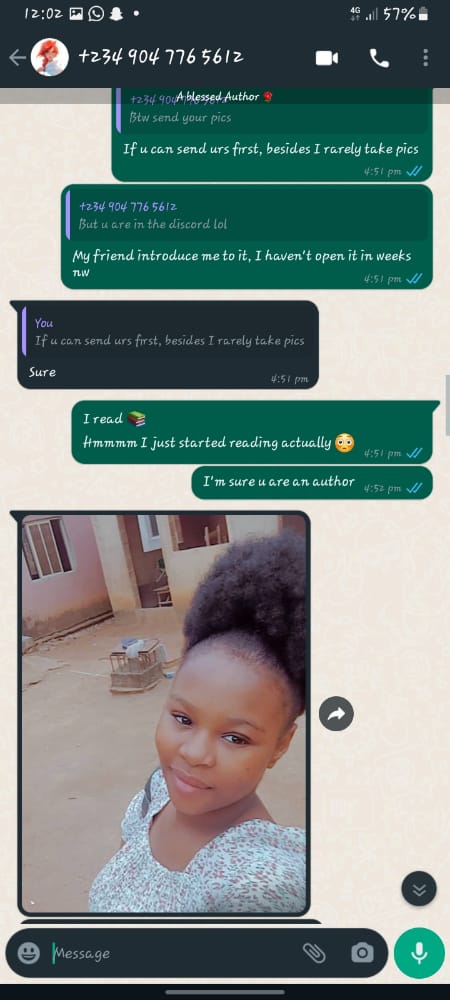 12:02
4G
57%
+234 904 776 5612
A blessed Author 🌹
+234 904 776 5612
Btw send your pics
If u can send urs first, besides I rarely take pics
4:51 pm
+234 904 776 5612
But u are in the discord lol
My friend introduce me to it, I haven't open it in weeks
nw
4:51 pm
You
If u can send urs first, besides I rarely take pics
Sure
4:51 pm
I read 📚
Hmmmm I just started reading actually 😳
4:51 pm
I'm sure u are an author
4:52 pm
Message